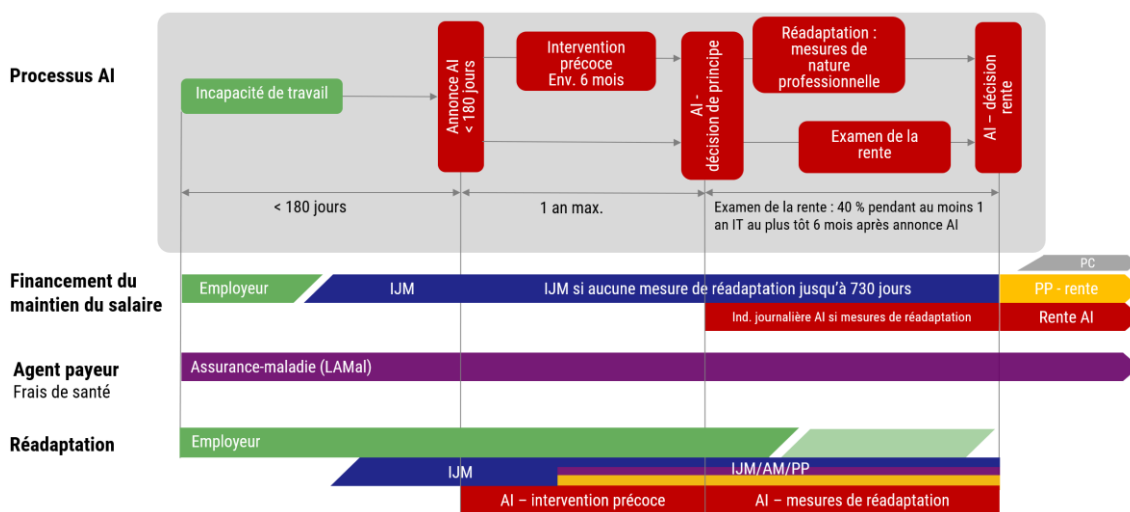 Processus AI
Incapacité de travail
Annonce AI
< 180 jours
Intervention
précoce
Env. 6 mois
AI -
décision de principe
Réadaptation :
mesures de
nature
professionnelle
Examen de la
rente
AI – décision
rente
< 180 jours
1 an max.
Examen de la rente : 40 % pendant au moins 1
an IT au plus tôt 6 mois après annonce AI
Financement du
maintien du salaire
Employeur
IJM
IJM si aucune mesure de réadaptation jusqu'à 730 jours
PC
PP - rente
Ind. journalière AI si mesures de réadaptation
Rente AI
Agent payeur
Frais de santé
Assurance-maladie (LAMal)
Réadaptation
Employeur
IJM
IJM/AM/PP
AI – intervention précoce
AI – mesures de réadaptation